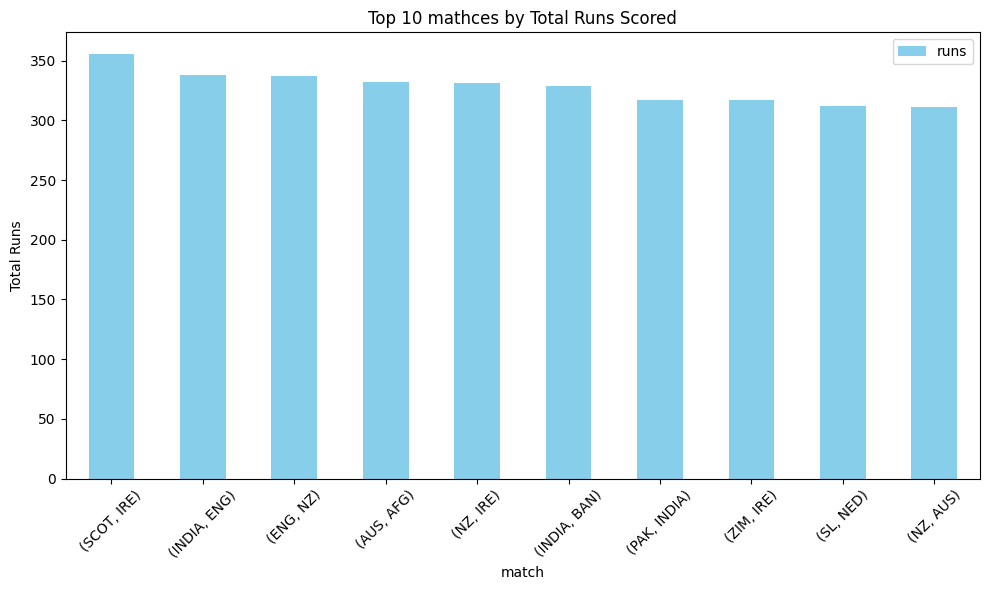 Top 10 mathces by Total Runs Scored
runs
Total Runs
350
300
250
200
150
100
50
0
(SCOT, IRE)
(INDIA, ENG)
(ENG, NZ)
(AUS, AFG)
(NZ, IRE)
(INDIA, BAN)
(PAK, INDIA)
(ZIM, IRE)
(SL, NED)
(NZ, AUS)
match